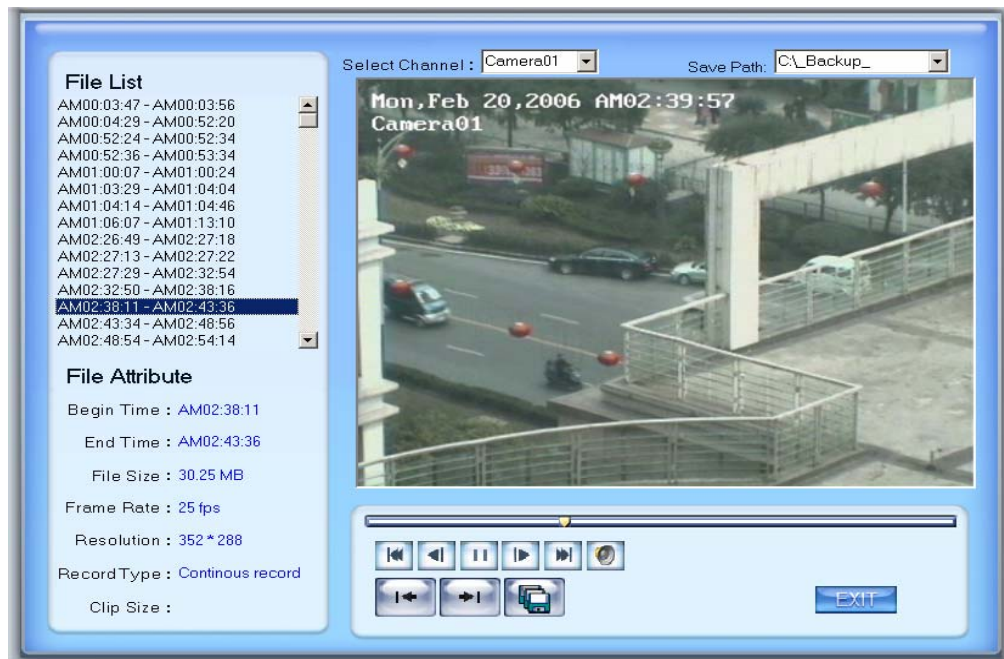 Select Channel : Camera01
Save Path: C:\_Backup_
File List
AM00:03:47 - AM00:03:56
AM00:04:29 - AM00:52:20
AM00:52:24 - AM00:52:34
AM00:52:36 - AM00:53:34
AM01:00:07 - AM01:00:24
AM01:03:29 - AM01:04:04
AM01:04:14 - AM01:04:46
AM01:06:07 - AM01:13:10
AM02:26:49 - AM02:27:18
AM02:27:13 - AM02:27:22
AM02:27:29 - AM02:32:54
AM02:32:50 - AM02:38:16
AM02:38:11 - AM02:43:36
AM02:43:34 - AM02:48:56
AM02:48:54 - AM02:54:14
File Attribute
Begin Time : AM02:38:11
End Time : AM02:43:36
File Size : 30.25 MB
Frame Rate : 25 fps
Resolution : 352 * 288
Record Type : Continous record
Clip Size :
Mon,Feb 20,2006 AM02:39:57
Camera01
EXIT